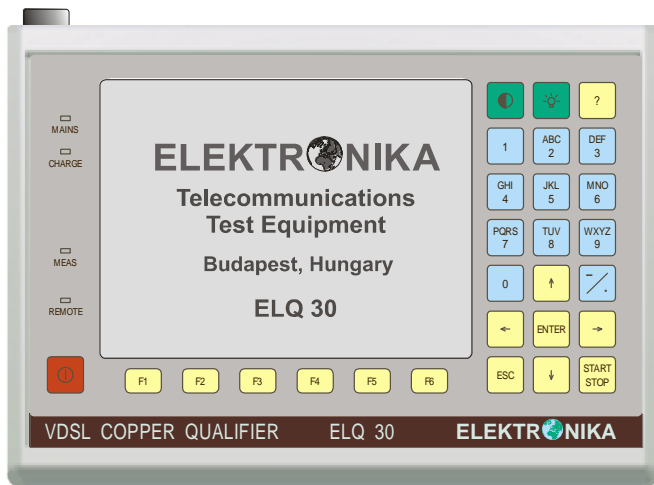 MAINS
CHARGE
MEAS
REMOTE
ELEKTRONIKA
Telecommunications
Test Equipment
Budapest, Hungary
ELQ 30
?
1
ABC
2
DEF
3
GHI
4
JKL
5
MNO
6
PQRS
7
TUV
8
WXYZ
9
0
↑
-/.
←
ENTER
→
ESC
↓
START
STOP
F1
F2
F3
F4
F5
F6
VDSL COPPER QUALIFIER ELQ 30 ELEKTRONIKA